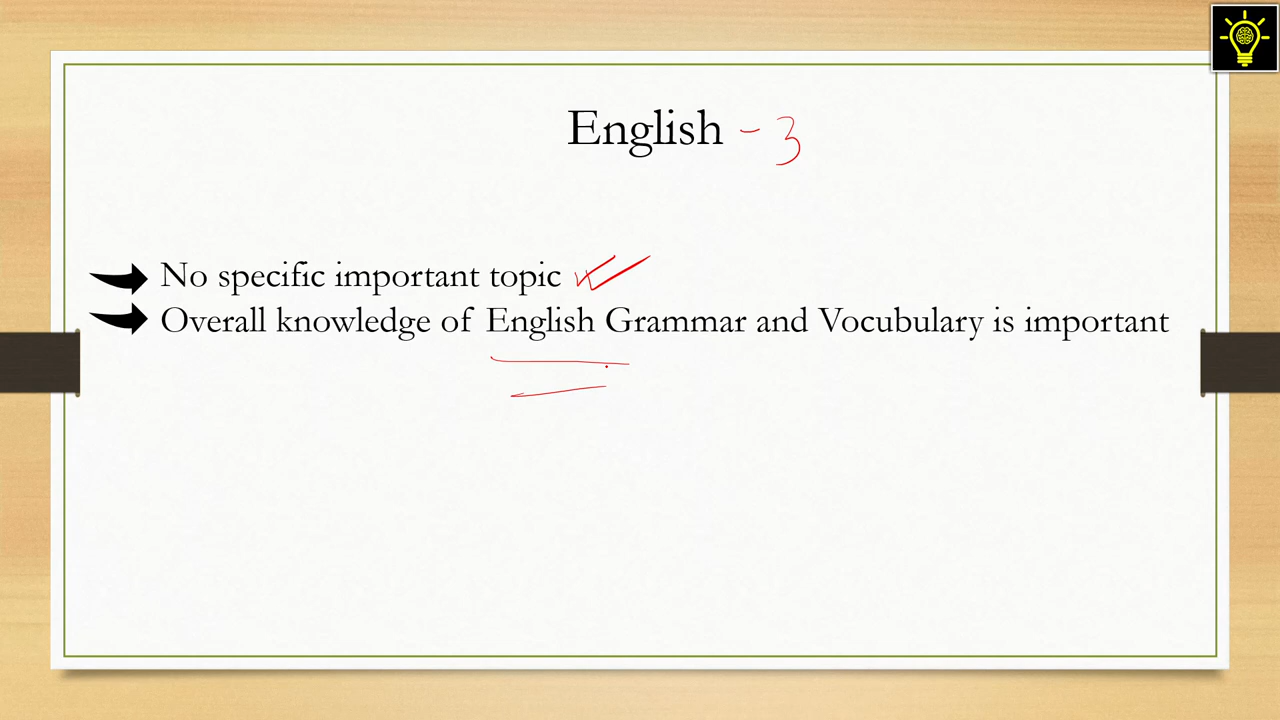 English - 3
No specific important topic
Overall knowledge of English Grammar and Vocubulary is important